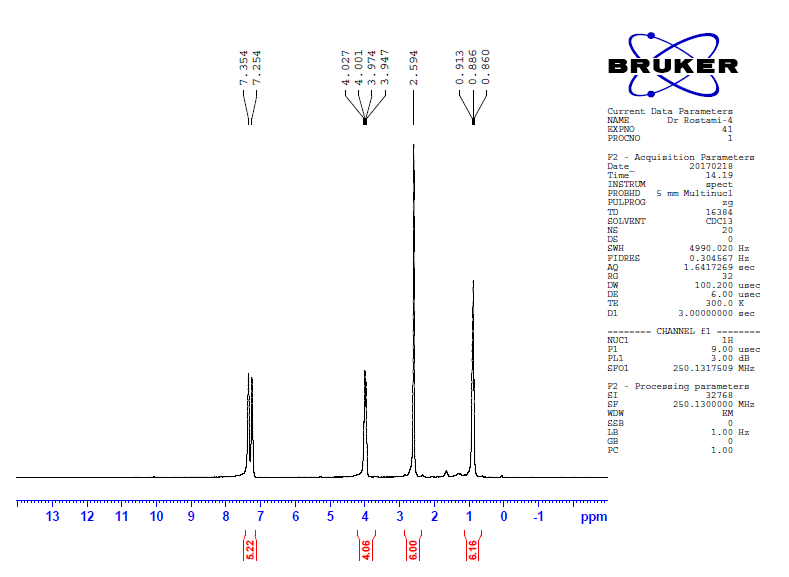 7.354
7.254
4.027
4.001
3.974
3.947
2.594
0.913
0.886
0.860
BRUKER
Current Data Parameters
NAME Dr Rostami-4
EXPNO 41
PROCNO 1
F2 - Acquisition Parameters
Date_ 20170218
Time 14.19
INSTRUM spect
PROBHD 5 mm Multinucl
PULPROG zg
TD 16384
SOLVENT CDCl3
NS 20
DS 0
SWH 4990.020 Hz
FIDRES 0.304567 Hz
AQ 1.6417269 sec
RG 32
DW 100.200 usec
DE 6.00 usec
TE 300.0 K
D1 3.00000000 sec
======== CHANNEL f1 ========
NUC1 1H
P1 9.00 usec
PL1 3.00 dB
SFO1 250.1317509 MHz
F2 - Processing parameters
SI 32768
SF 250.1300000 MHz
WDW EM
SSB 0
LB 1.00 Hz
GB 0
PC 1.00
13 12 11 10 9 8 7 6 5 4 3 2 1 0 -1 ppm
5.22
4.06
6.00
6.16